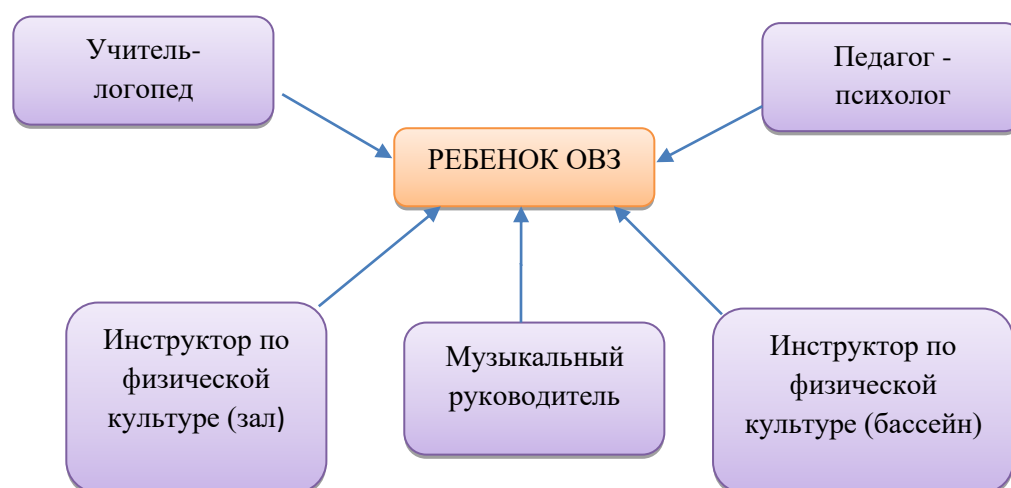 Учитель-
логопед
Педагог -
психолог
РЕБЕНОК ОВЗ
Инструктор по
физической
культуре (зал)
Музыкальный
руководитель
Инструктор по
физической
культуре (бассейн)